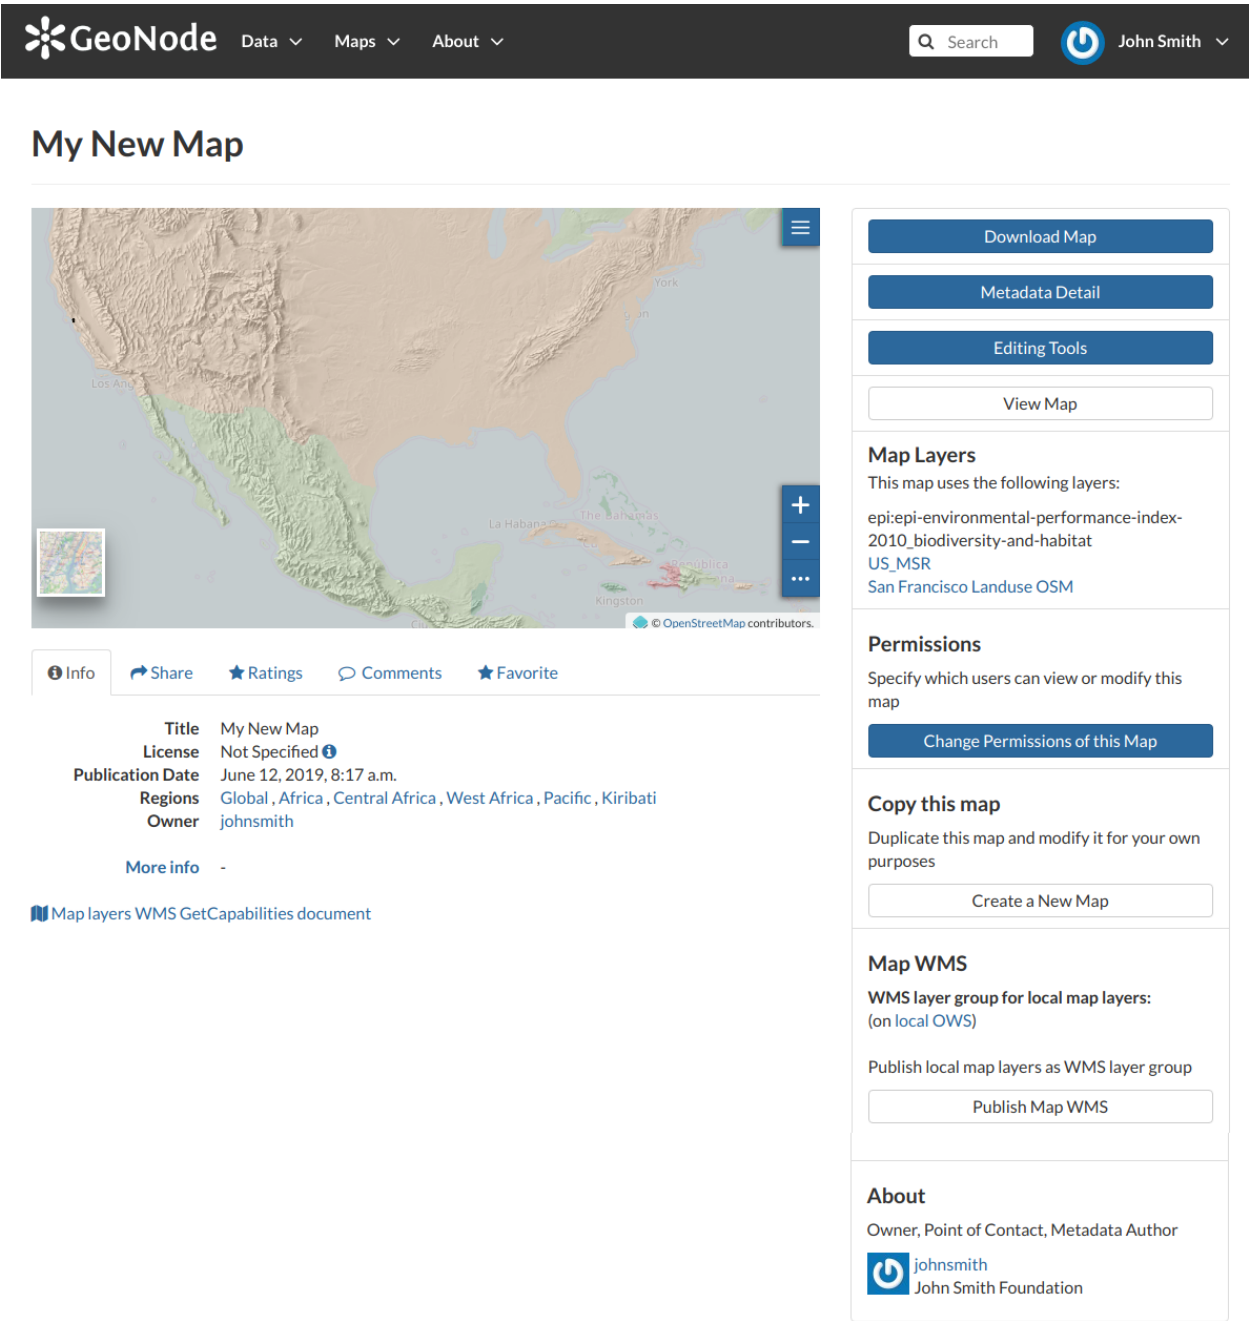 GeoNode Data Maps About Search John Smith
My New Map
York
Los Ang
La Habana
The Bahamas
República
Kingston
© OpenStreetMap contributors.
Info Share Ratings Comments Favorite
Title My New Map
License Not Specified
Publication Date June 12, 2019, 8:17 a.m.
Regions Global , Africa , Central Africa , West Africa , Pacific , Kiribati
Owner johnsmith
More info -
Map layers WMS GetCapabilities document
Download Map
Metadata Detail
Editing Tools
View Map
Map Layers
This map uses the following layers:
epi:epi-environmental-performance-index-
2010_biodiversity-and-habitat
US_MSR
San Francisco Landuse OSM
Permissions
Specify which users can view or modify this
map
Change Permissions of this Map
Copy this map
Duplicate this map and modify it for your own
purposes
Create a New Map
Map WMS
WMS layer group for local map layers:
(on local OWS)
Publish local map layers as WMS layer group
Publish Map WMS
About
Owner, Point of Contact, Metadata Author
johnsmith
John Smith Foundation